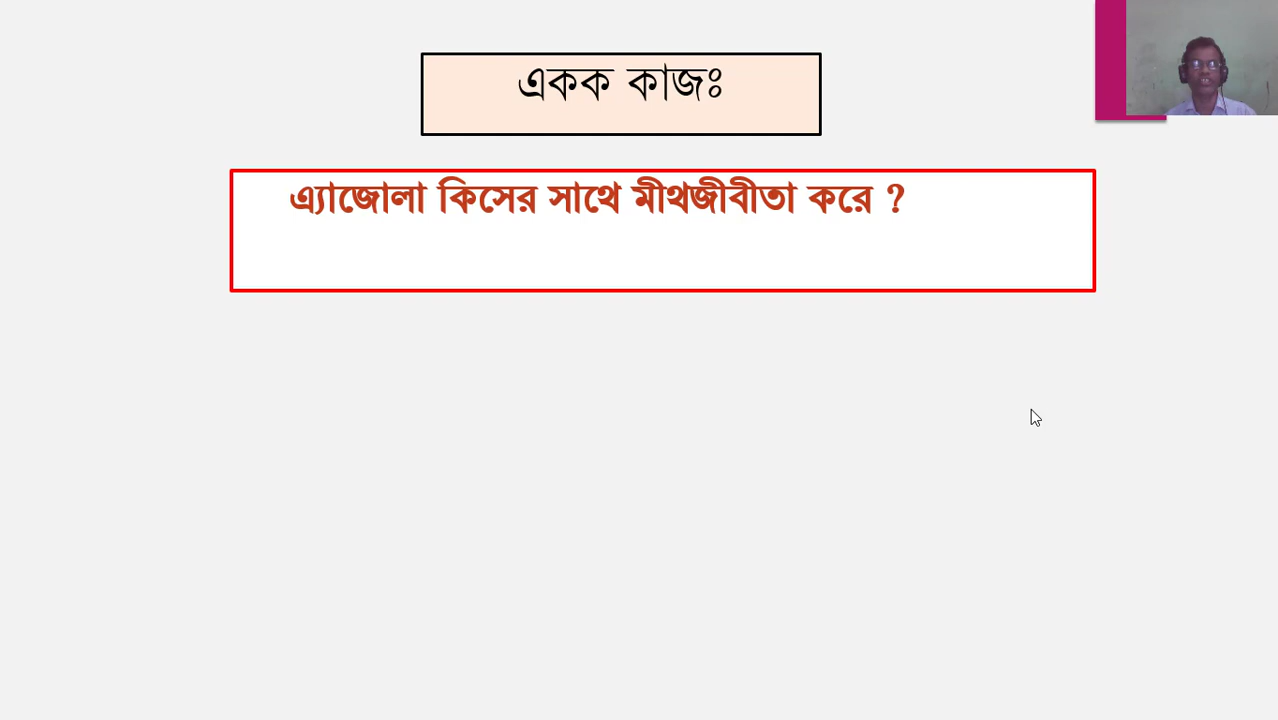 একক কাজঃ
এ্যাজোলা কিসের সাথে মীথজীবীতা করে ?